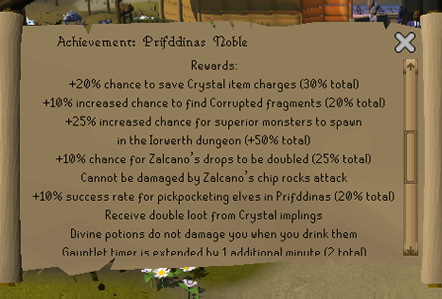 Achievement: Prifddinas Noble
Rewards:
+20% chance to save Crystal item charges (30% total)
+10% increased chance to find Corrupted fragments (20% total)
+25% increased chance for superior monsters to spawn
in the Iorwerth dungeon (+50% total)
+10% chance for Zalcano's drops to be doubled (25% total)
Cannot be damaged by Zalcano's chip rocks attack
+10% success rate for pickpocketing elves in Prifddinas (20% total)
Receive double loot from Crystal implings
Divine potions do not damage you when you drink them
Gauntlet timer is extended by 1 additional minute (2 total)